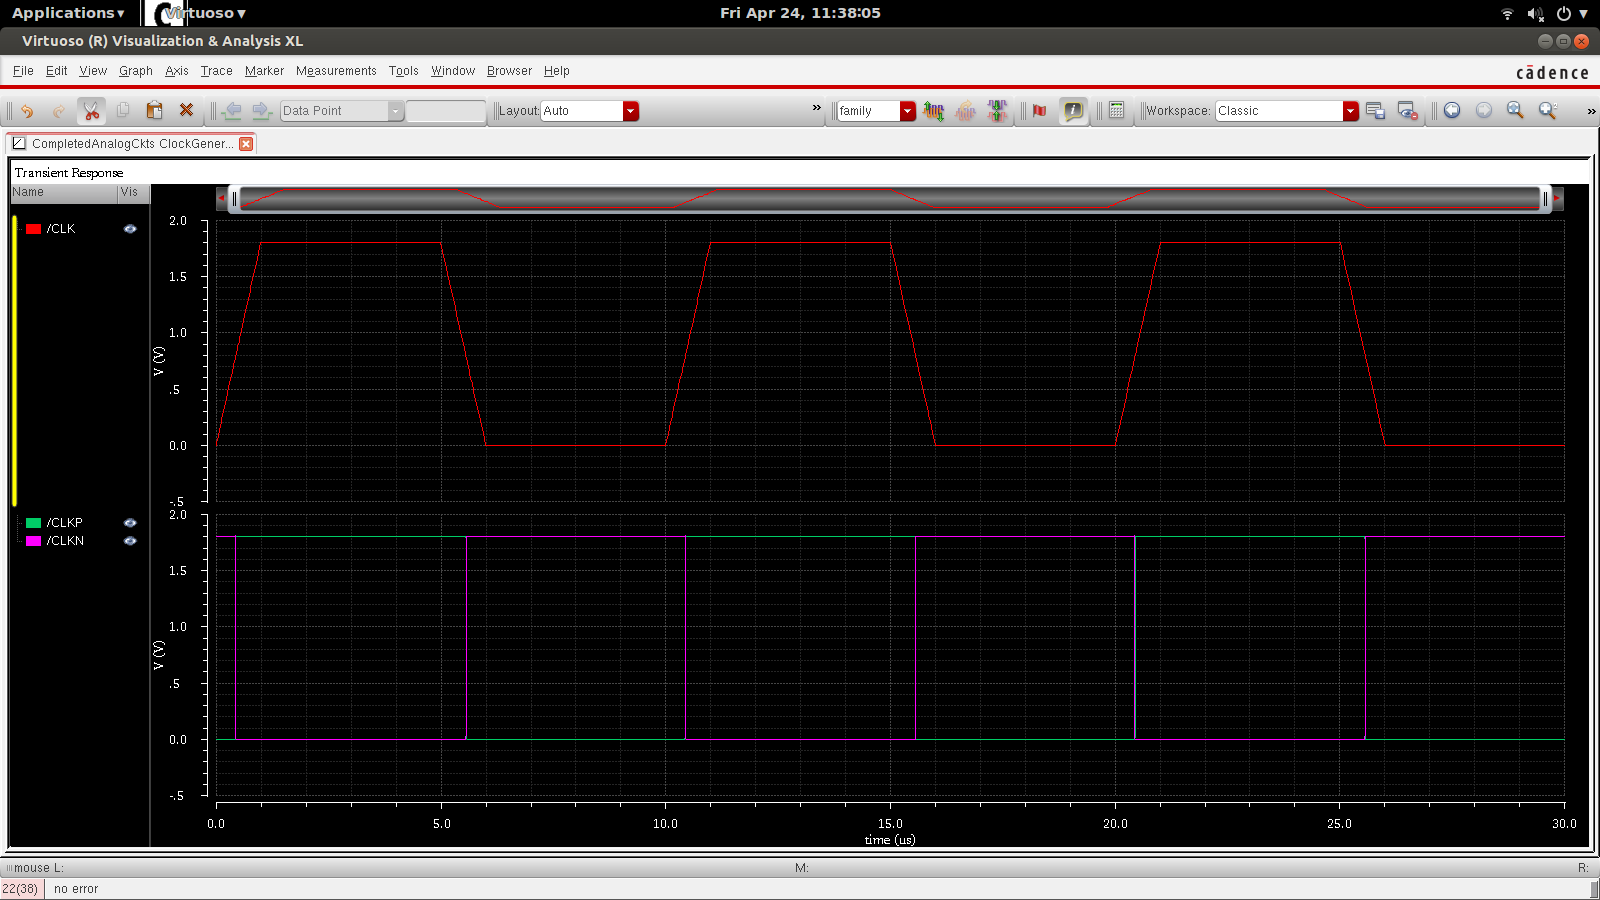 Applications Virtuoso Fri Apr 24, 11:38:05
Virtuoso (R) Visualization & Analysis XL
File Edit View Graph Axis Trace Marker Measurements Tools Window Browser Help
cādence
Data Point Layout: Auto » family Workspace: Classic »
CompletedAnalogCkts ClockGener...
Transient Response
Name Vis
/CLK
2.0
1.5
1.0
.5
0.0
-.5
V (V)
/CLKP
/CLKN
2.0
1.5
1.0
.5
0.0
-.5
V (V)
0.0 5.0 10.0 15.0 20.0 25.0 30.0
time (us)
mouse L: M: R:
22(38) no error